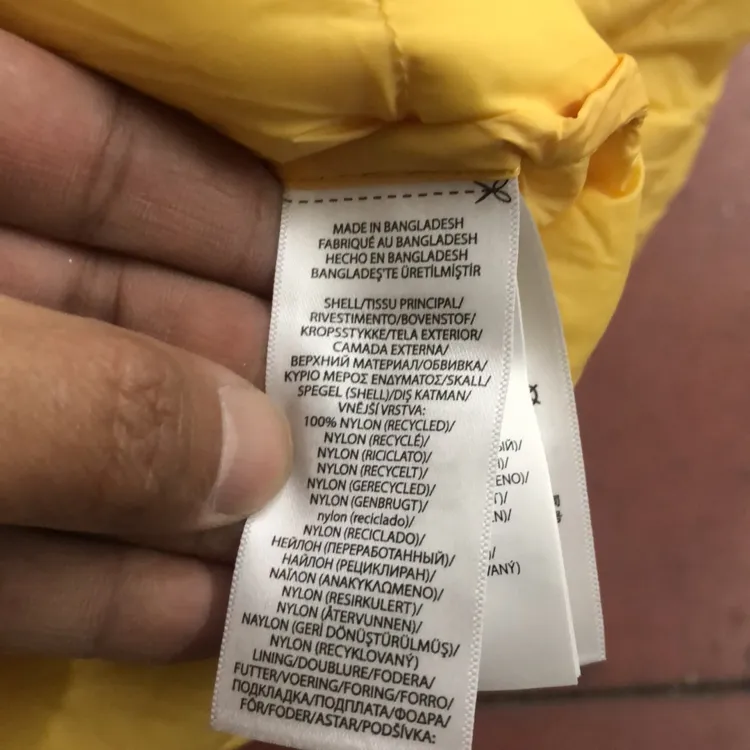 MADE IN BANGLADESH
FABRIQUÉ AU BANGLADESH
HECHO EN BANGLADESH
BANGLADEŞ'TE ÜRETİLMİŞTİR
SHELL/TISSU PRINCIPAL/
RIVESTIMENTO/BOVENSTOF/
KROPSSTYKKE/TELA EXTERIOR/
CAMADA EXTERNA/
ВЕРХНИЙ МАТЕРИАЛ/ОБВИВКА/
ΚΥΡΙΟ ΜΕΡΟΣ ΕΝΔΥΜΑΤΟΣ/SKALL/
SPEGEL (SHELL)/DIŞ KATMAN/
VNĚJŠÍ VRSTVA:
100% NYLON (RECYCLED)/
NYLON (RECYCLÉ)/
NYLON (RICICLATO)/
NYLON (RECYCELT)/
NYLON (GERECYCLED)/
NYLON (GENBRUGT)/
nylon (reciclado)/
NYLON (RECICLADO)/
НЕЙЛОН (ПЕРЕРАБОТАННЫЙ)/
НАЙЛОН (РЕЦИКЛИРАН)/
ΝΑΪΛΟΝ (ΑΝΑΚΥΚΛΩΜΕΝΟ)/
NYLON (RESIRKULERT)/
NYLON (ÅTERVUNNEN)/
NAYLON (GERİ DÖNÜŞTÜRÜLMÜŞ)/
NYLON (RECYKLOVANÝ)
LINING/DOUBLURE/FODERA/
FUTTER/VOERING/FORING/FORRO/
ПОДКЛАДКА/ПОДПЛАТА/ΦΟΔΡΑ/
FÔR/FODER/ASTAR/PODŠÍVKA: